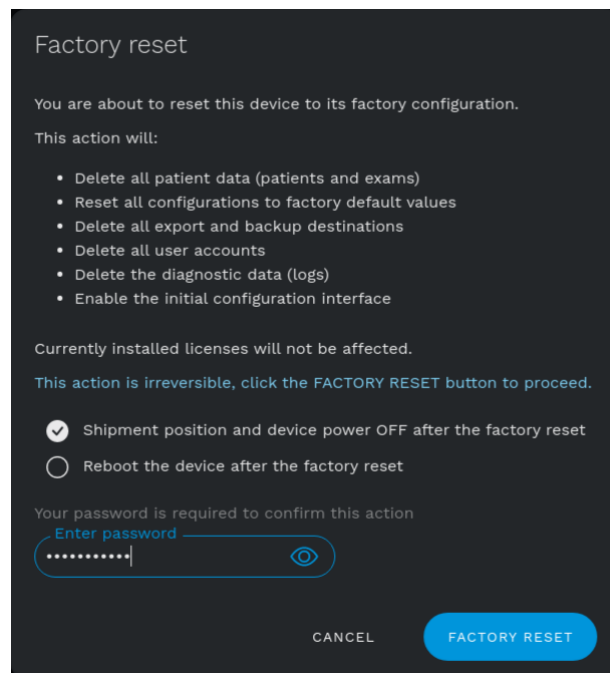 Factory reset
You are about to reset this device to its factory configuration.
This action will:
• Delete all patient data (patients and exams)
• Reset all configurations to factory default values
• Delete all export and backup destinations
• Delete all user accounts
• Delete the diagnostic data (logs)
• Enable the initial configuration interface
Currently installed licenses will not be affected.
This action is irreversible, click the FACTORY RESET button to proceed.
Shipment position and device power OFF after the factory reset
Reboot the device after the factory reset
Your password is required to confirm this action
Enter password
•••••••••••
CANCEL
FACTORY RESET